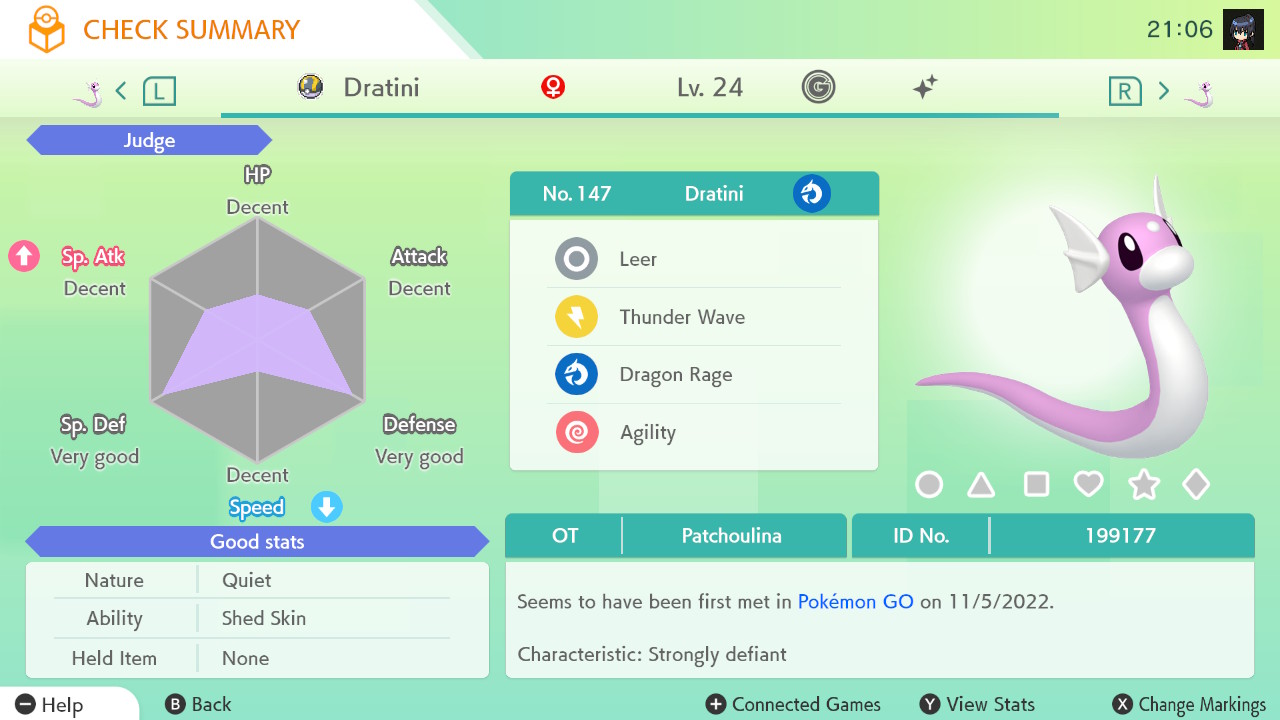 CHECK SUMMARY
21:06
L
Dratini
Lv. 24
G
R
Judge
HP
Decent
Sp. Atk
Decent
Attack
Decent
Sp. Def
Very good
Defense
Very good
Decent
Speed
Good stats
Nature Quiet
Ability Shed Skin
Held Item None
No. 147 Dratini
Leer
Thunder Wave
Dragon Rage
Agility
OT Patchoulina
ID No. 199177
Seems to have been first met in Pokémon GO on 11/5/2022.
Characteristic: Strongly defiant
Help
B Back
Connected Games
Y View Stats
X Change Markings